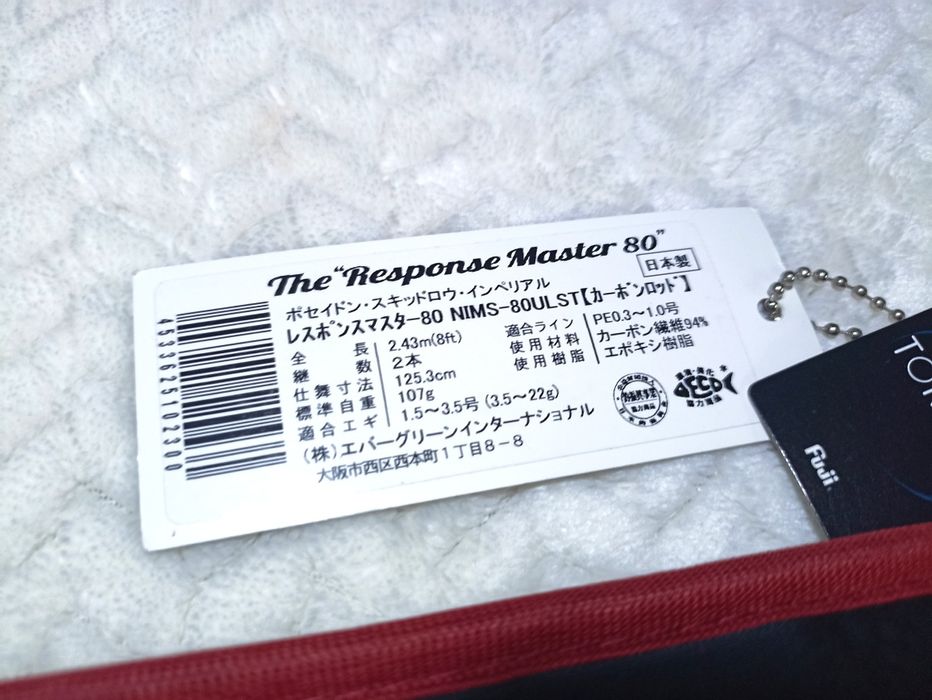 The "Response Master 80"
日本製
ポセイドン・スキッドロウ・インペリアル
レスポンスマスター80 NIMS-80ULST【カーボンロッド】
全長 2.43m(8ft)
継数 2本
仕舞寸法 125.3cm
標準自重 107g
適合エギ 1.5～3.5号 (3.5～22g)
適合ライン PE0.3～1.0号
使用材料 カーボン繊維94%
使用樹脂 エポキシ樹脂
(株)エバーグリーンインターナショナル
大阪市西区西本町1丁目8-8
4533625102300
協力商品
ECO
Fuji